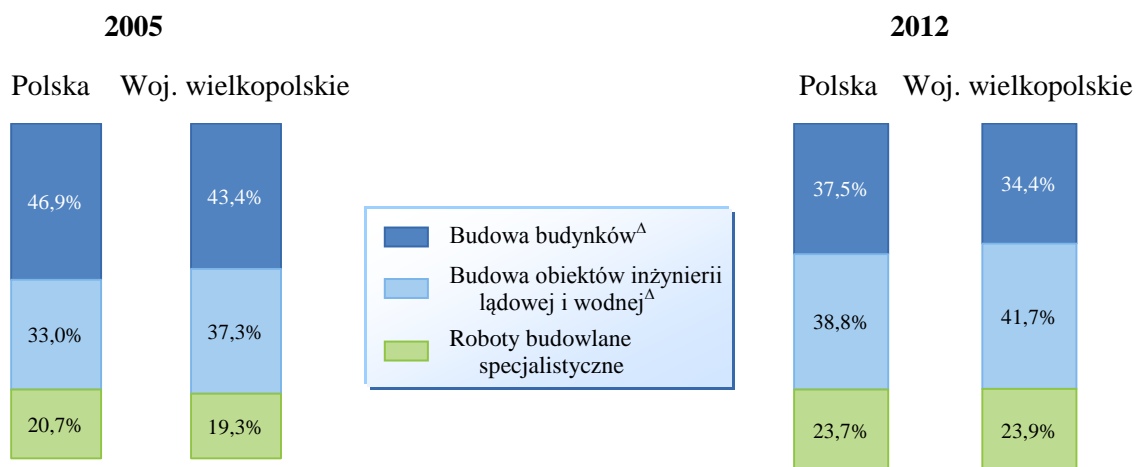 2005
2012
Polska
Woj. wielkopolskie
Polska
Woj. wielkopolskie
46,9%
43,4%
37,5%
34,4%
Budowa budynków^Δ
Budowa obiektów inżynierii
lądowej i wodnej^Δ
Roboty budowlane
specjalistyczne
33,0%
37,3%
38,8%
41,7%
20,7%
19,3%
23,7%
23,9%